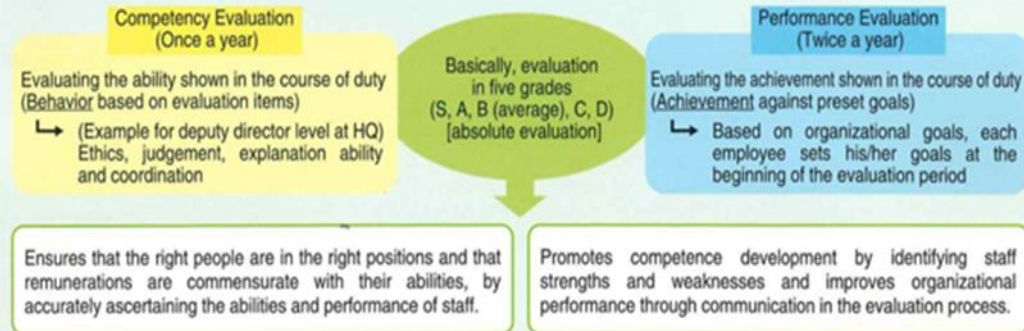 Competency Evaluation
(Once a year)
Evaluating the ability shown in the course of duty
(Behavior based on evaluation items)
(Example for deputy director level at HQ)
Ethics, judgement, explanation ability
and coordination
Basically, evaluation
in five grades
(S, A, B (average), C, D)
[absolute evaluation]
Performance Evaluation
(Twice a year)
Evaluating the achievement shown in the course of duty
(Achievement against preset goals)
Based on organizational goals, each
employee sets his/her goals at the
beginning of the evaluation period
Ensures that the right people are in the right positions and that
remunerations are commensurate with their abilities, by
accurately ascertaining the abilities and performance of staff.
Promotes competence development by identifying staff
strengths and weaknesses and improves organizational
performance through communication in the evaluation process.